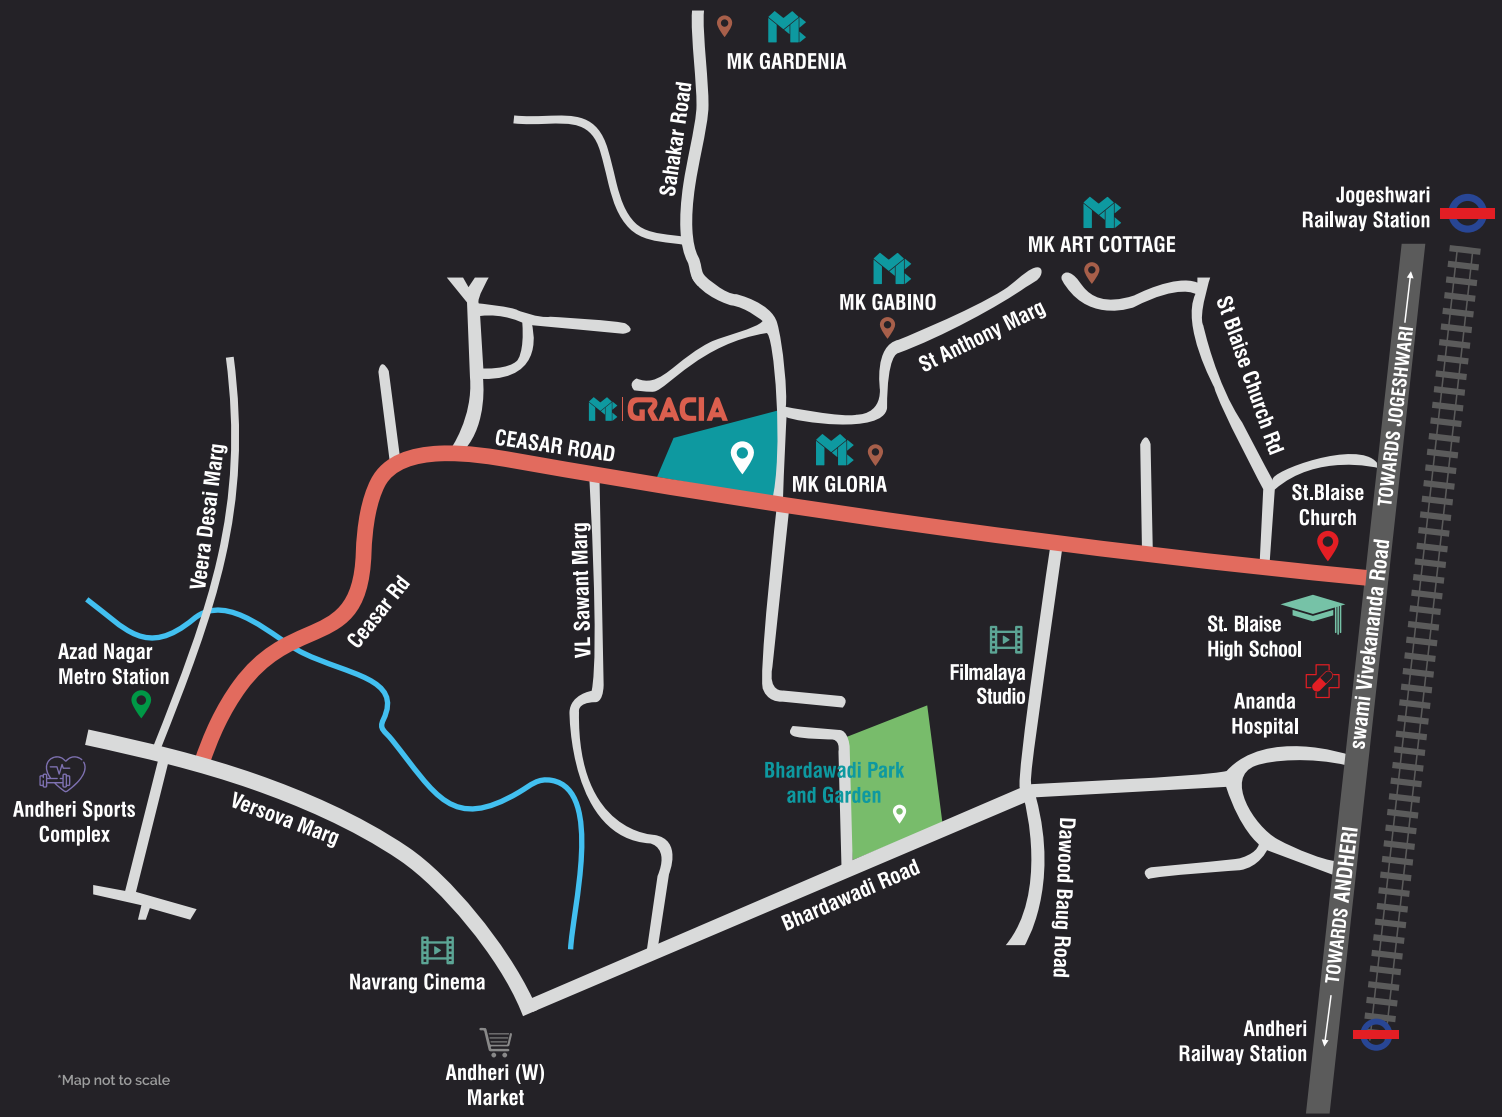 MK GARDENIA
Sahakar Road
Jogeshwari
Railway Station
MK ART COTTAGE
MK GABINO
St Anthony Marg
St Blaise Church Rd
TOWARDS JOGESHWARI
GRACIA
CEASAR ROAD
MK GLORIA
Veera Desai Marg
St.Blaise
Church
VL Sawant Marg
Ceasar Rd
swami Vivekananda Road
St. Blaise
High School
Azad Nagar
Metro Station
Filmalaya
Studio
Ananda
Hospital
Bhardawadi Park
and Garden
Andheri Sports
Complex
Versova Marg
Dawood Baug Road
Bhardawadi Road
TOWARDS ANDHERI
Navrang Cinema
Andheri
Railway Station
Andheri (W)
Market
*Map not to scale